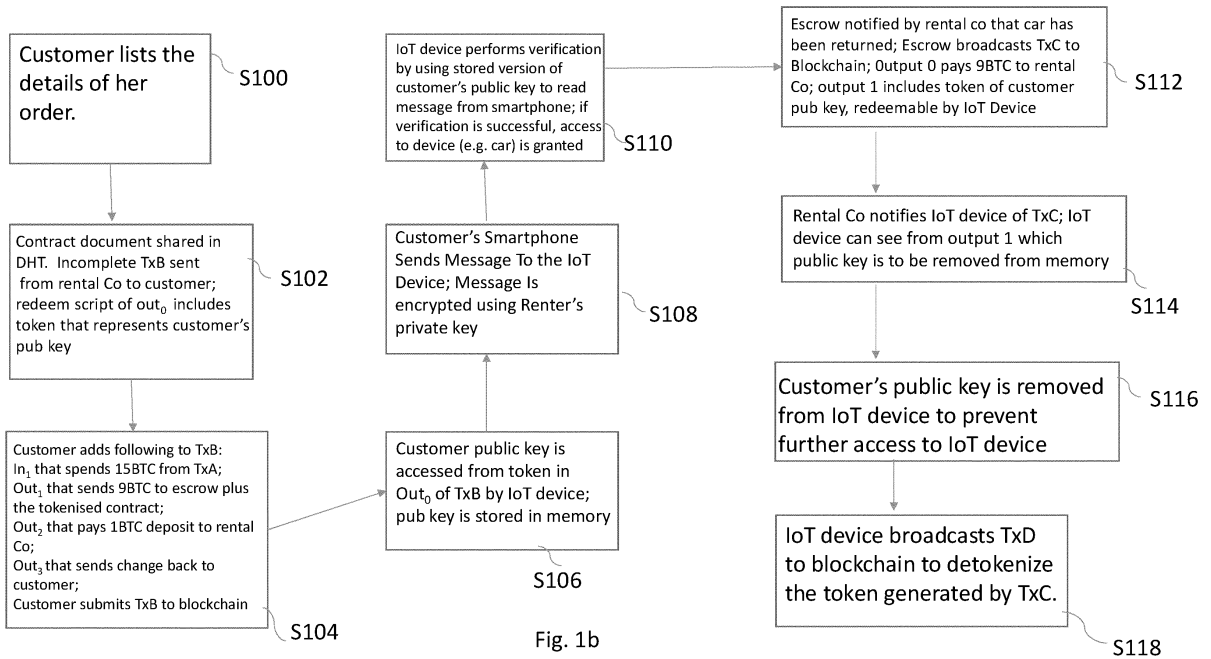 Customer lists the
details of her
order.
S100
Contract document shared in
DHT.  Incomplete TxB sent
from rental Co to customer;
redeem script of out0 includes
token that represents customer's
pub key
S102
Customer adds following to TxB:
In1 that spends 15BTC from TxA;
Out1 that sends 9BTC to escrow plus
the tokenised contract;
Out2 that pays 1BTC deposit to rental
Co;
Out3 that sends change back to
customer;
Customer submits TxB to blockchain
S104
Customer public key is
accessed from token in
Out0 of TxB by IoT device;
pub key is stored in memory
S106
Customer's Smartphone
Sends Message To the IoT
Device; Message Is
encrypted using Renter's
private key
S108
IoT device performs verification
by using stored version of
customer's public key to read
message from smartphone; if
verification is successful, access
to device (e.g. car) is granted
S110
Escrow notified by rental co that car has
been returned; Escrow broadcasts TxC to
Blockchain; 0utput 0 pays 9BTC to rental
Co; output 1 includes token of customer
pub key, redeemable by IoT Device
S112
Rental Co notifies IoT device of TxC; IoT
device can see from output 1 which
public key is to be removed from memory
S114
Customer's public key is removed
from IoT device to prevent
further access to IoT device
S116
IoT device broadcasts TxD
to blockchain to detokenize
the token generated by TxC.
S118
Fig. 1b